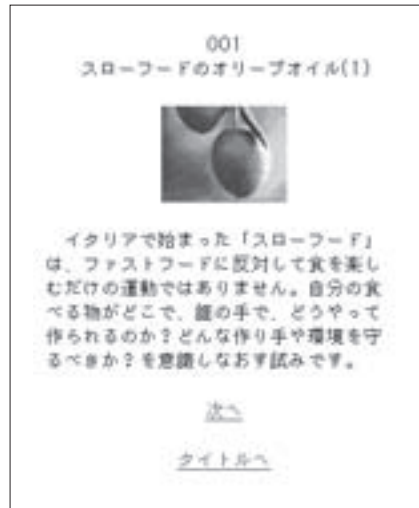 001
スローフードのオリーブオイル(1)
イタリアで始まった「スローフード」
は、ファストフードに反対して食を楽し
むだけの運動ではありません。自分の食
べる物がどこで、誰の手で、どうやって
作られるのか?どんな作り手や環境を守
るべきか?を意識しなおす試みです。
次へ
タイトルへ